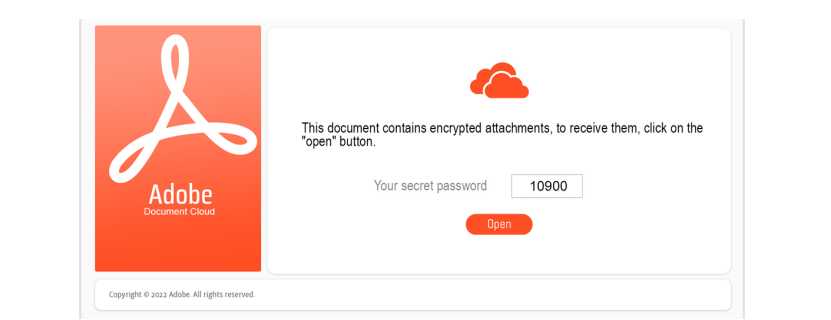 Adobe
Document Cloud
This document contains encrypted attachments, to receive them, click on the
"open" button.
Your secret password 10900
Open
Copyright © 2022 Adobe. All rights reserved.